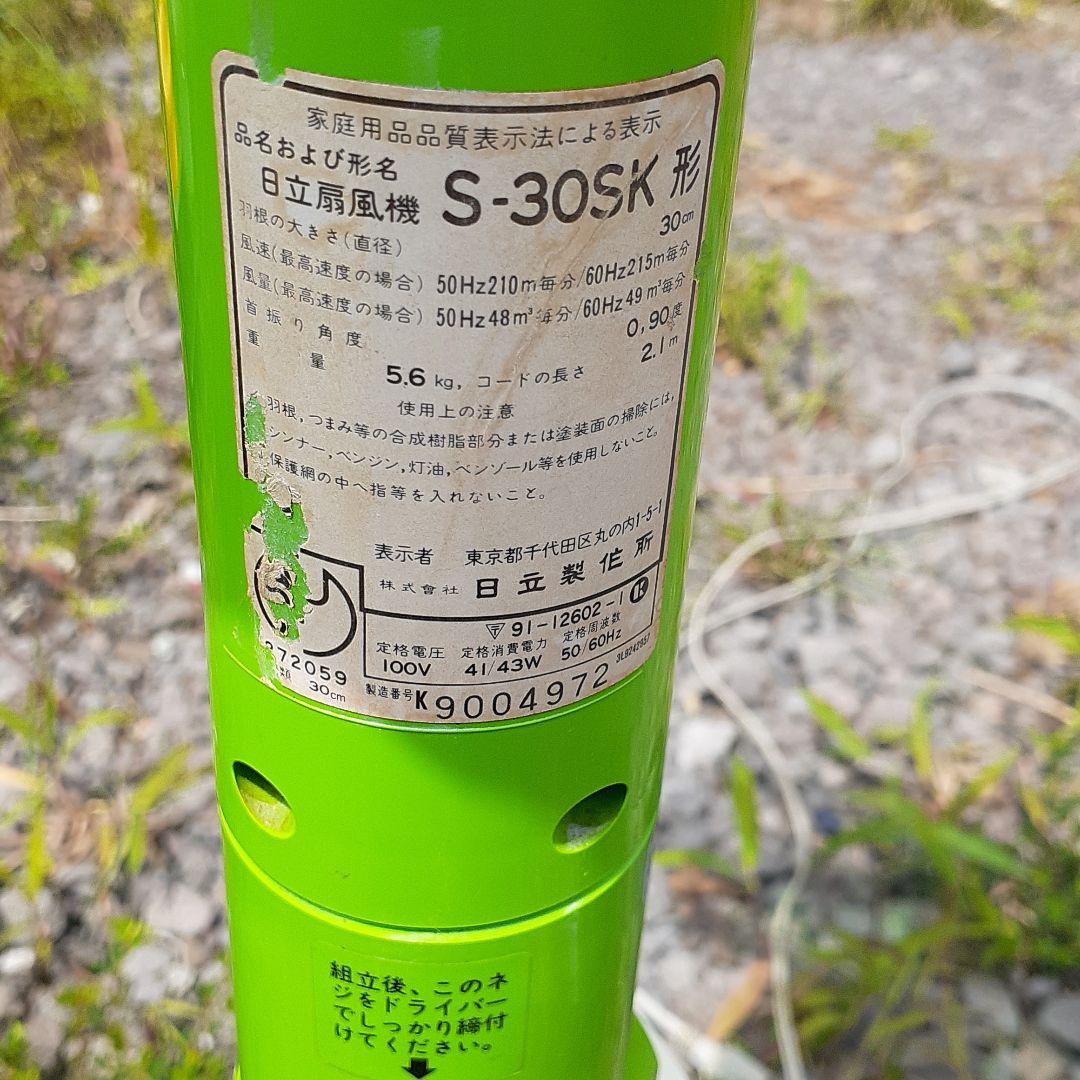 家庭用品品質表示法による表示
品名および形名
日立扇風機 S-30SK 形
羽根の大きさ(直径) 30cm
風速(最高速度の場合) 50Hz210m毎分/60Hz215m毎分
風量(最高速度の場合) 50Hz48m³毎分/60Hz49m³毎分
首振り角度 0,90度
重量 5.6kg, コードの長さ 2.1m
使用上の注意
羽根,つまみ等の合成樹脂部分または塗装面の掃除には,
シンナー,ベンジン,灯油,ベンゾール等を使用しないこと。
保護網の中へ指等を入れないこと。
表示者 東京都千代田区丸の内1-5-1
株式會社 日立製作所
〒 91-12602-1 Ⓗ
定格電圧 定格消費電力 定格周波数
100V 41/43W 50/60Hz
72059
30cm
製造番号 K9004972
組立後、このネ
ジをドライバー
でしっかり締付
けてください。